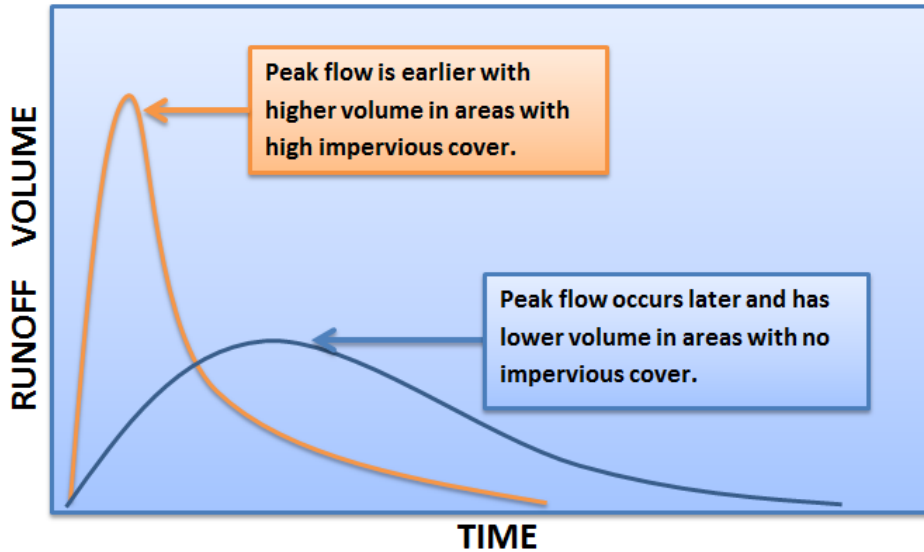 Peak flow is earlier with
higher volume in areas with
high impervious cover.
Peak flow occurs later and has
lower volume in areas with no
impervious cover.
RUNOFF VOLUME
TIME